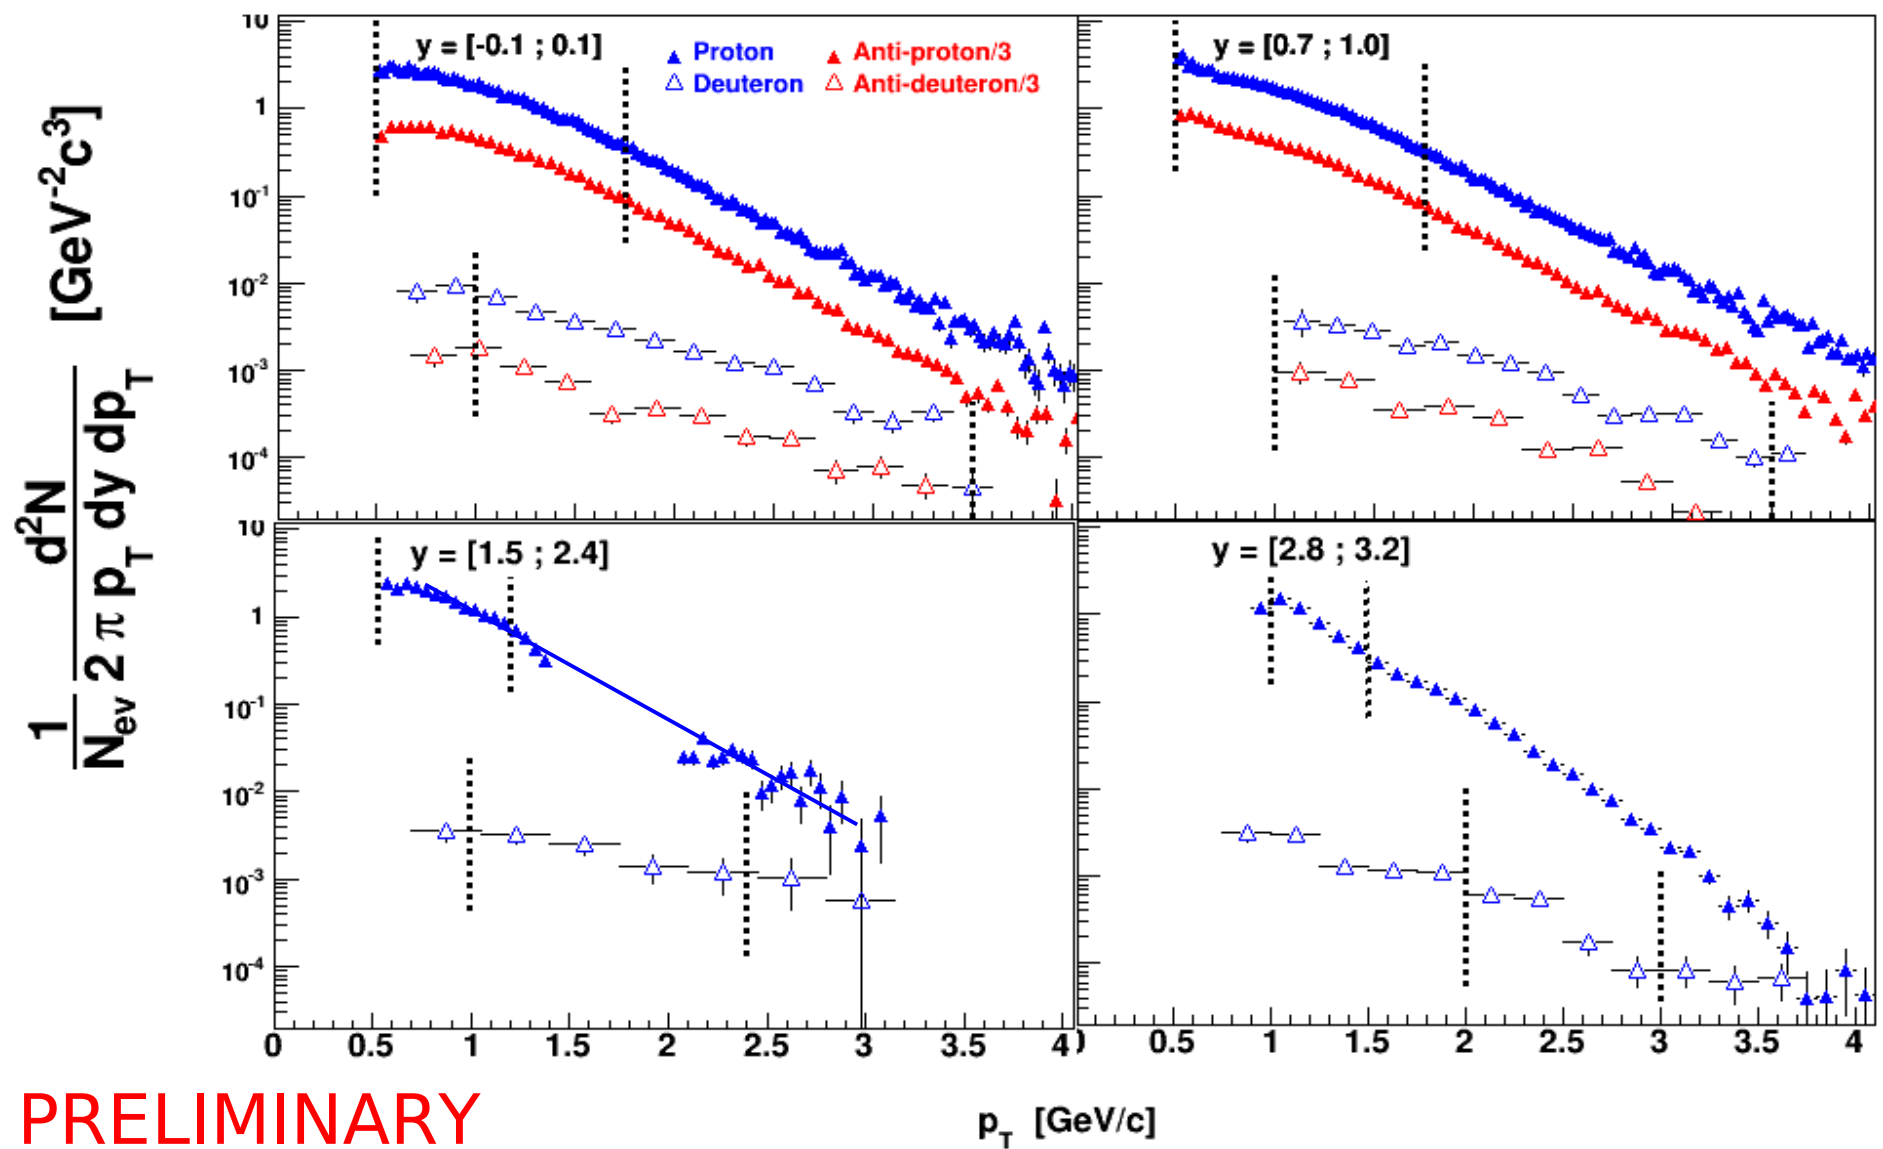 y = [-0.1 ; 0.1]
Proton
Anti-proton/3
Deuteron
Anti-deuteron/3
y = [0.7 ; 1.0]
y = [1.5 ; 2.4]
y = [2.8 ; 3.2]
1/N_ev d²N/2 π p_T dy dp_T [GeV⁻²c³]
10
1
10⁻¹
10⁻²
10⁻³
10⁻⁴
10
1
10⁻¹
10⁻²
10⁻³
10⁻⁴
0 0.5 1 1.5 2 2.5 3 3.5 4
0.5 1 1.5 2 2.5 3 3.5 4
p_T [GeV/c]
PRELIMINARY